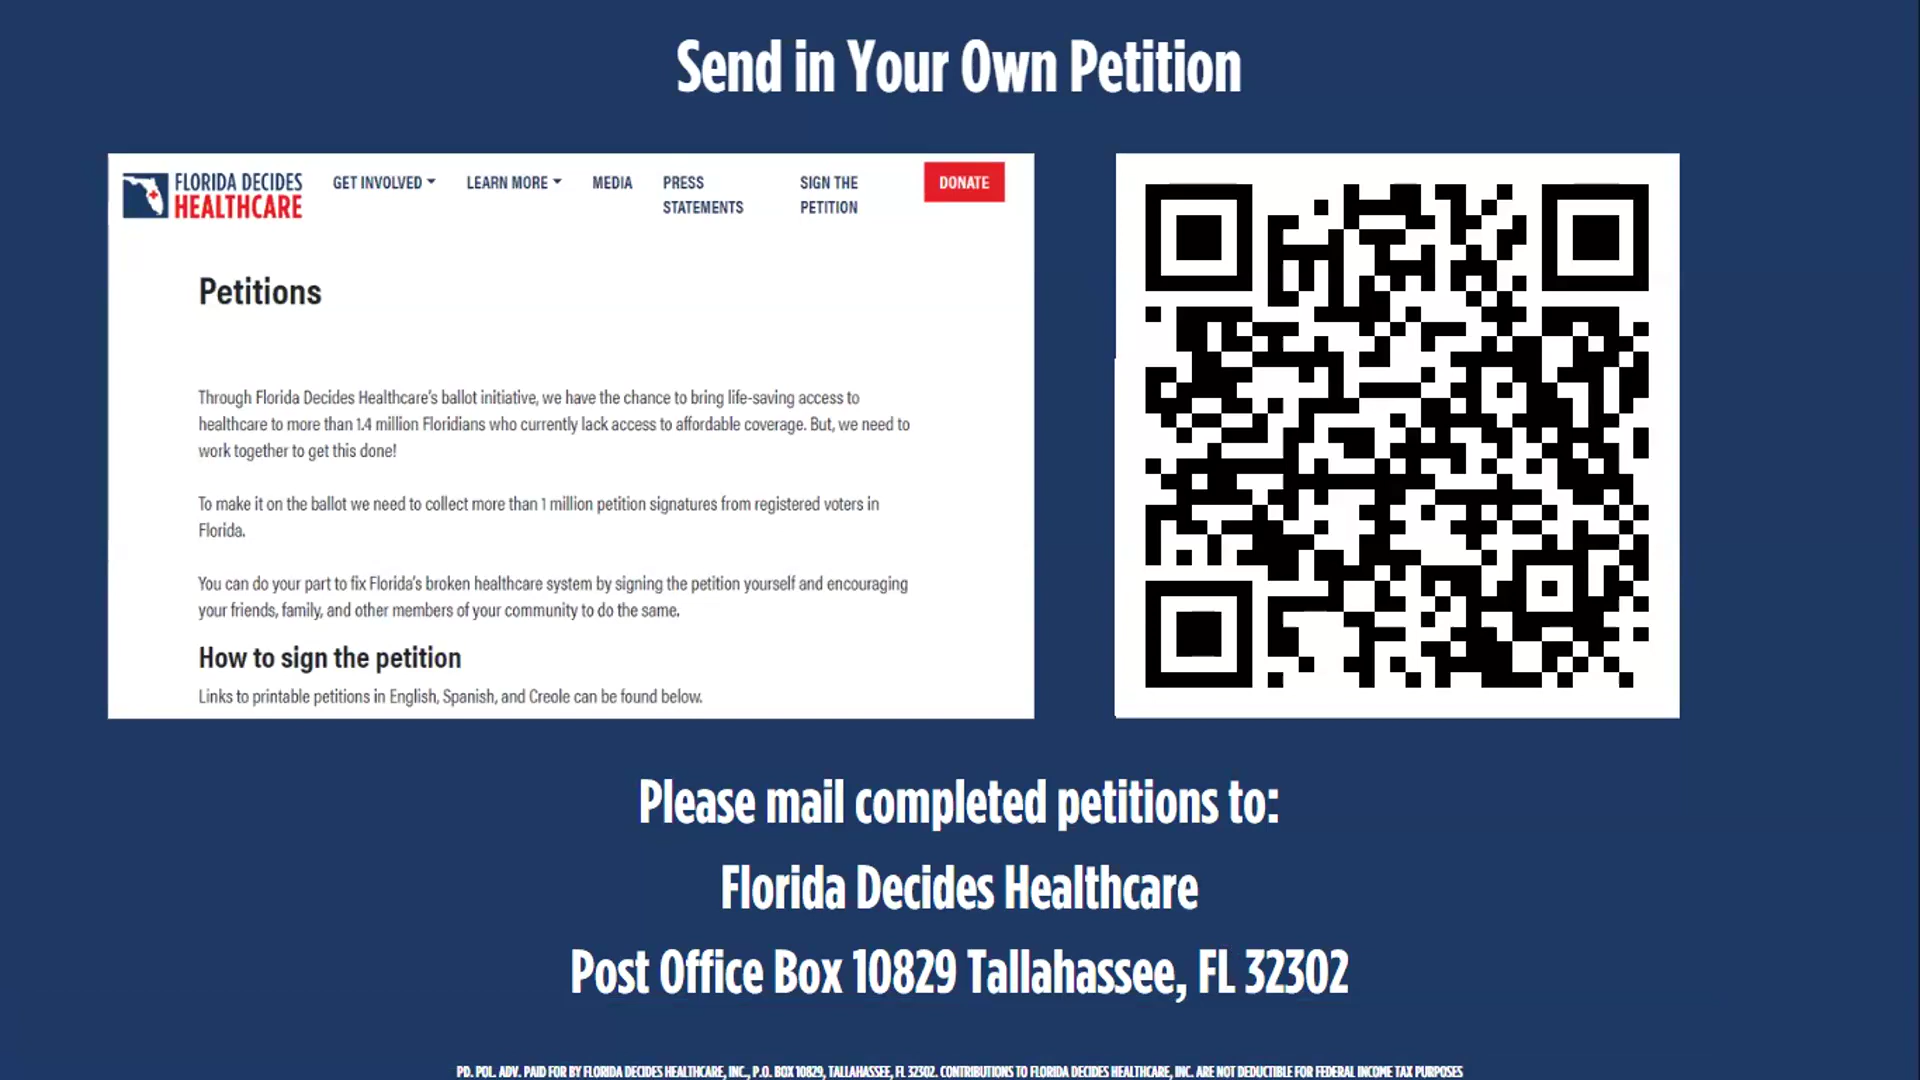 Send in Your Own Petition
FLORIDA DECIDES
HEALTHCARE
GET INVOLVED
LEARN MORE
MEDIA
PRESS
STATEMENTS
SIGN THE
PETITION
DONATE
Petitions
Through Florida Decides Healthcare's ballot initiative, we have the chance to bring life-saving access to
healthcare to more than 1.4 million Floridians who currently lack access to affordable coverage. But, we need to
work together to get this done!
To make it on the ballot we need to collect more than 1 million petition signatures from registered voters in
Florida.
You can do your part to fix Florida's broken healthcare system by signing the petition yourself and encouraging
your friends, family, and other members of your community to do the same.
How to sign the petition
Links to printable petitions in English, Spanish, and Creole can be found below.
Please mail completed petitions to:
Florida Decides Healthcare
Post Office Box 10829 Tallahassee, FL 32302
PD. POL. ADV. PAID FOR BY FLORIDA DECIDES HEALTHCARE, INC., P.O. BOX 10829, TALLAHASSEE, FL 32302. CONTRIBUTIONS TO FLORIDA DECIDES HEALTHCARE, INC. ARE NOT DEDUCTIBLE FOR FEDERAL INCOME TAX PURPOSES